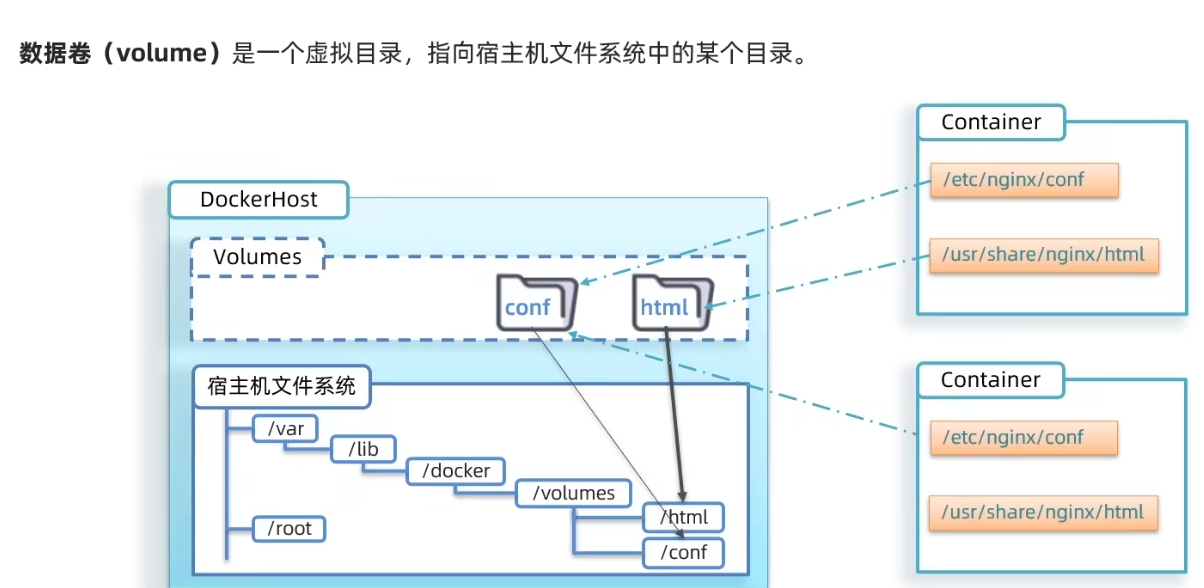 数据卷（volume）是一个虚拟目录，指向宿主机文件系统中的某个目录。
Container
/etc/nginx/conf
/usr/share/nginx/html
DockerHost
Volumes
conf
html
宿主机文件系统
/var
/lib
/docker
/volumes
/html
/root
/conf
Container
/etc/nginx/conf
/usr/share/nginx/html